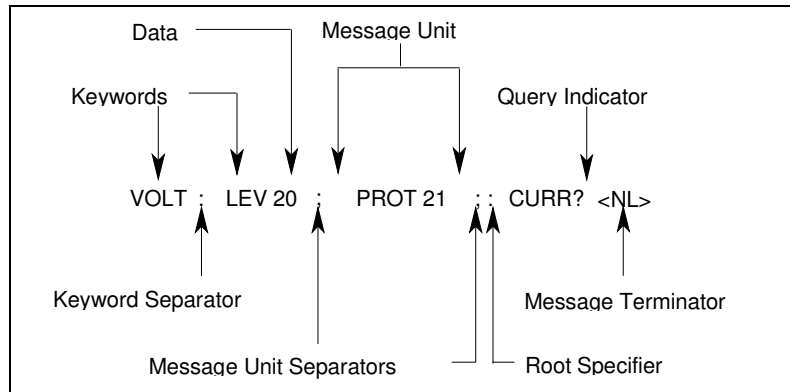 Data Message Unit
Keywords Query Indicator
VOLT : LEV 20 ; PROT 21 ; : CURR? <NL>
Keyword Separator Message Terminator
Message Unit Separators Root Specifier